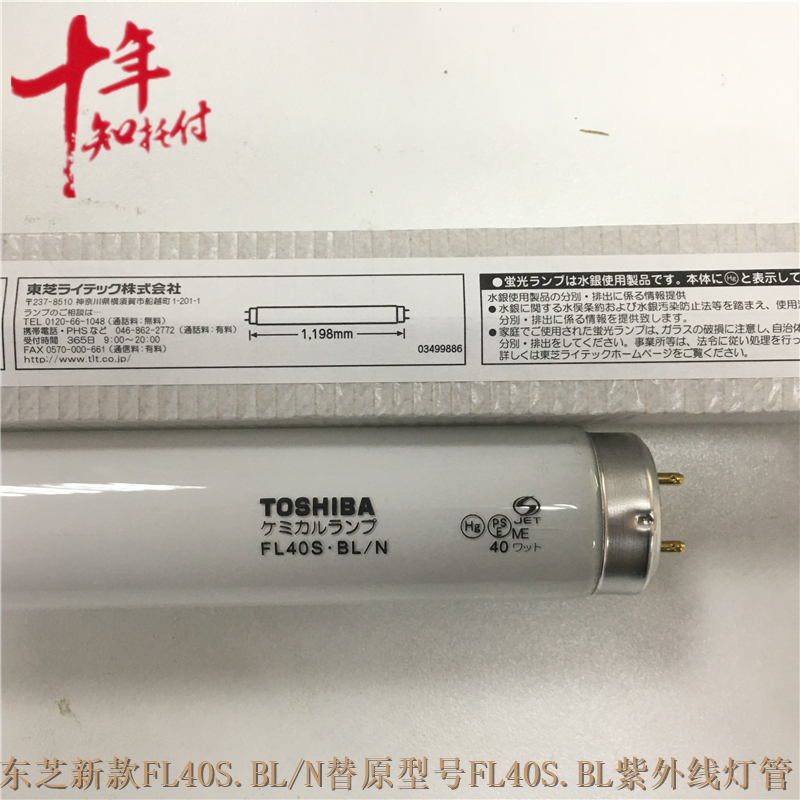 十年
知托付
東芝ライテック株式会社
〒237-8510 神奈川県横須賀市船越町1-201-1
ランプのご相談は…
TEL 0120-66-1048 (通話料:無料)
携帯電話・PHSなど 046-862-2772 (通話料:有料)
受付時間 365日 9:00~20:00
FAX 0570-000-661 (通信料:有料)
http://www.tlt.co.jp/
1,198mm
03499886
●蛍光ランプは水銀使用製品です。本体に Hg と表示して
水銀使用製品の分別・排出に係る情報提供
●水銀に関する水俣条約および水銀汚染防止法等を踏まえ、使用済
分別・排出に係る情報を提供致します。
●家庭でご使用された蛍光ランプは、ガラスの破損に注意し、自治体
分別・排出をしてください。事業所等は、法令に従い処理を行っ
詳しくは東芝ライテックホームページをご覧ください。
TOSHIBA
ケミカルランプ
FL40S・BL/N
Hg
PSE
JET
ME
40ワット
东芝新款FL40S.BL/N替原型号FL40S.BL紫外线灯管